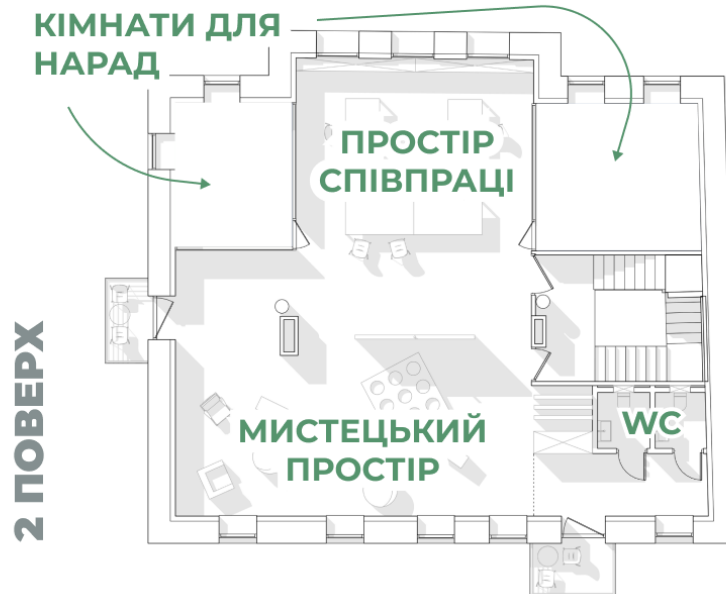 КІМНАТИ ДЛЯ
НАРАД
ПРОСТІР
СПІВПРАЦІ
2 ПОВЕРХ
МИСТЕЦЬКИЙ
ПРОСТІР
WC